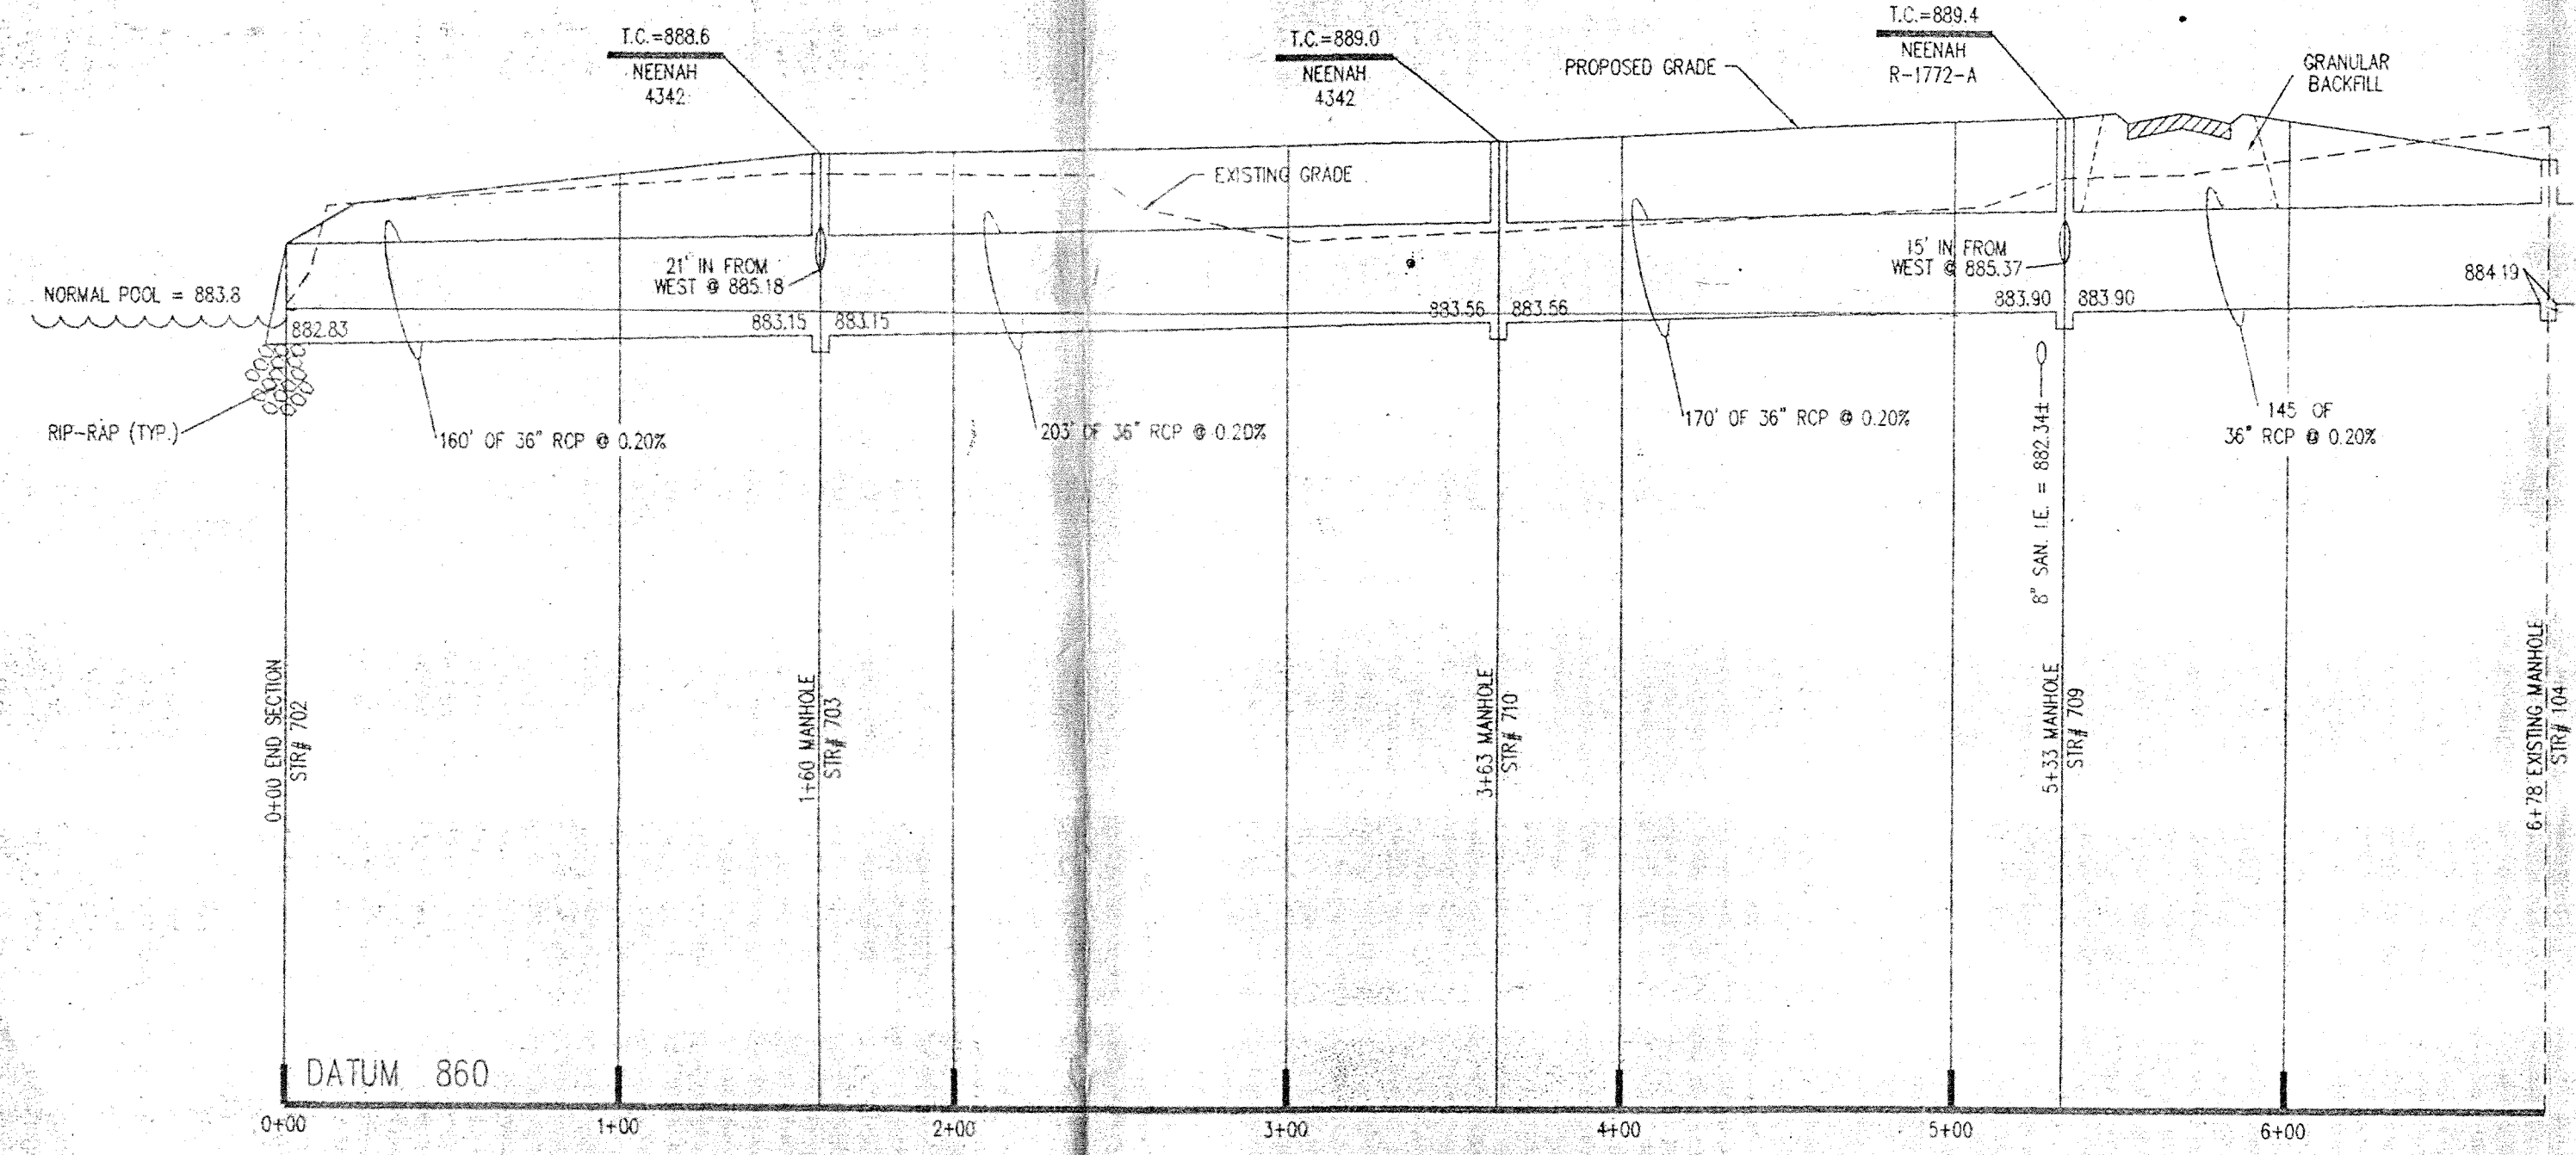 T.C.=888.6
NEENAH
4342
T.C.=889.0
NEENAH
4342
PROPOSED GRADE
T.C.=889.4
NEENAH
R-1772-A
GRANULAR
BACKFILL
EXISTING GRADE
21' IN FROM
WEST @ 885.18
15' IN FROM
WEST @ 885.37
884.19
NORMAL POOL = 883.8
882.83
883.15
883.15
883.56
883.56
883.90
883.90
RIP-RAP (TYP.)
160' OF 36" RCP @ 0.20%
203' OF 36" RCP @ 0.20%
170' OF 36" RCP @ 0.20%
8" SAN. I.E. = 882.34±
145 OF
36" RCP @ 0.20%
0+00 END SECTION
STR# 702
1+60 MANHOLE
STR# 703
3+63 MANHOLE
STR# 710
5+33 MANHOLE
STR# 709
6+78 EXISTING MANHOLE
STR# 104
DATUM 860
0+00
1+00
2+00
3+00
4+00
5+00
6+00